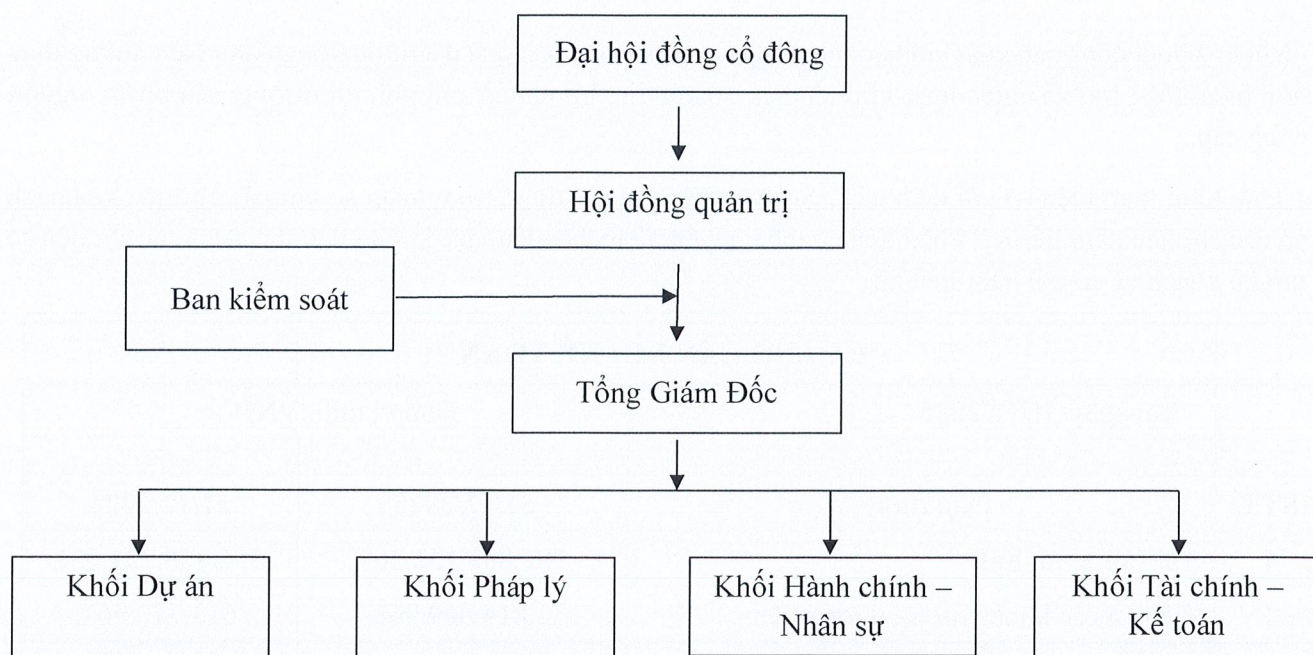 Đại hội đồng cổ đông
Hội đồng quản trị
Ban kiểm soát
Tổng Giám Đốc
Khối Dự án
Khối Pháp lý
Khối Hành chính –
Nhân sự
Khối Tài chính –
Kế toán